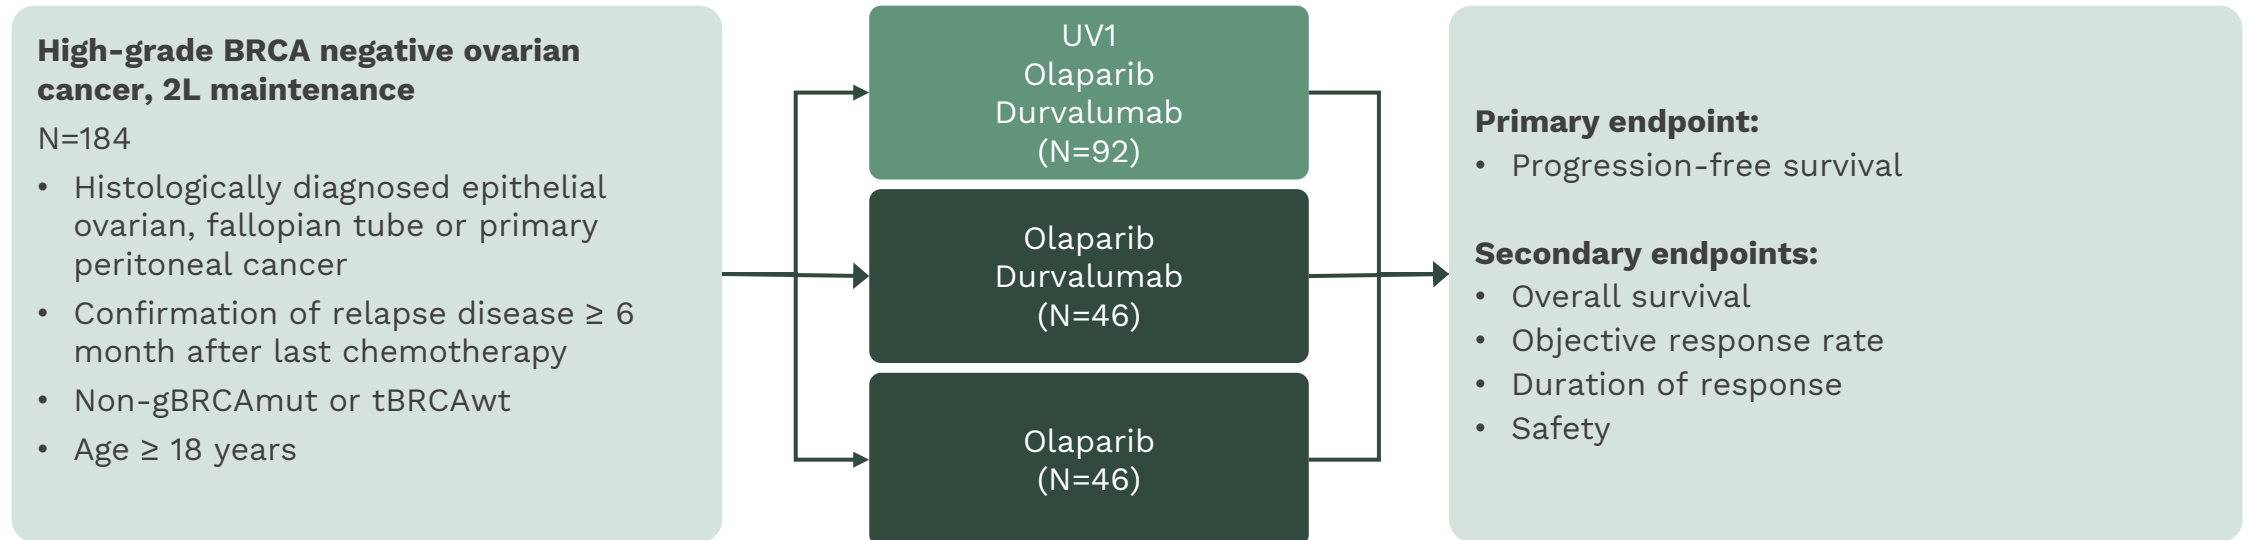 High-grade BRCA negative ovarian
cancer, 2L maintenance
N=184
• Histologically diagnosed epithelial
ovarian, fallopian tube or primary
peritoneal cancer
• Confirmation of relapse disease ≥ 6
month after last chemotherapy
• Non-gBRCAmut or tBRCAwt
• Age ≥ 18 years
UV1
Olaparib
Durvalumab
(N=92)
Olaparib
Durvalumab
(N=46)
Olaparib
(N=46)
Primary endpoint:
• Progression-free survival
Secondary endpoints:
• Overall survival
• Objective response rate
• Duration of response
• Safety